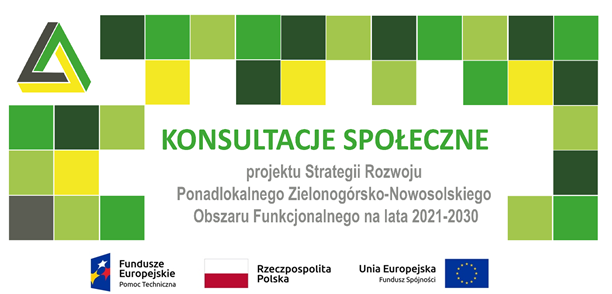 KONSULTACJE SPOŁECZNE
projektu Strategii Rozwoju
Ponadlokalnego Zielonogórsko-Nowosolskiego
Obszaru Funkcjonalnego na lata 2021-2030
Fundusze
Europejskie
Pomoc Techniczna
Rzeczpospolita
Polska
Unia Europejska
Fundusz Spójności